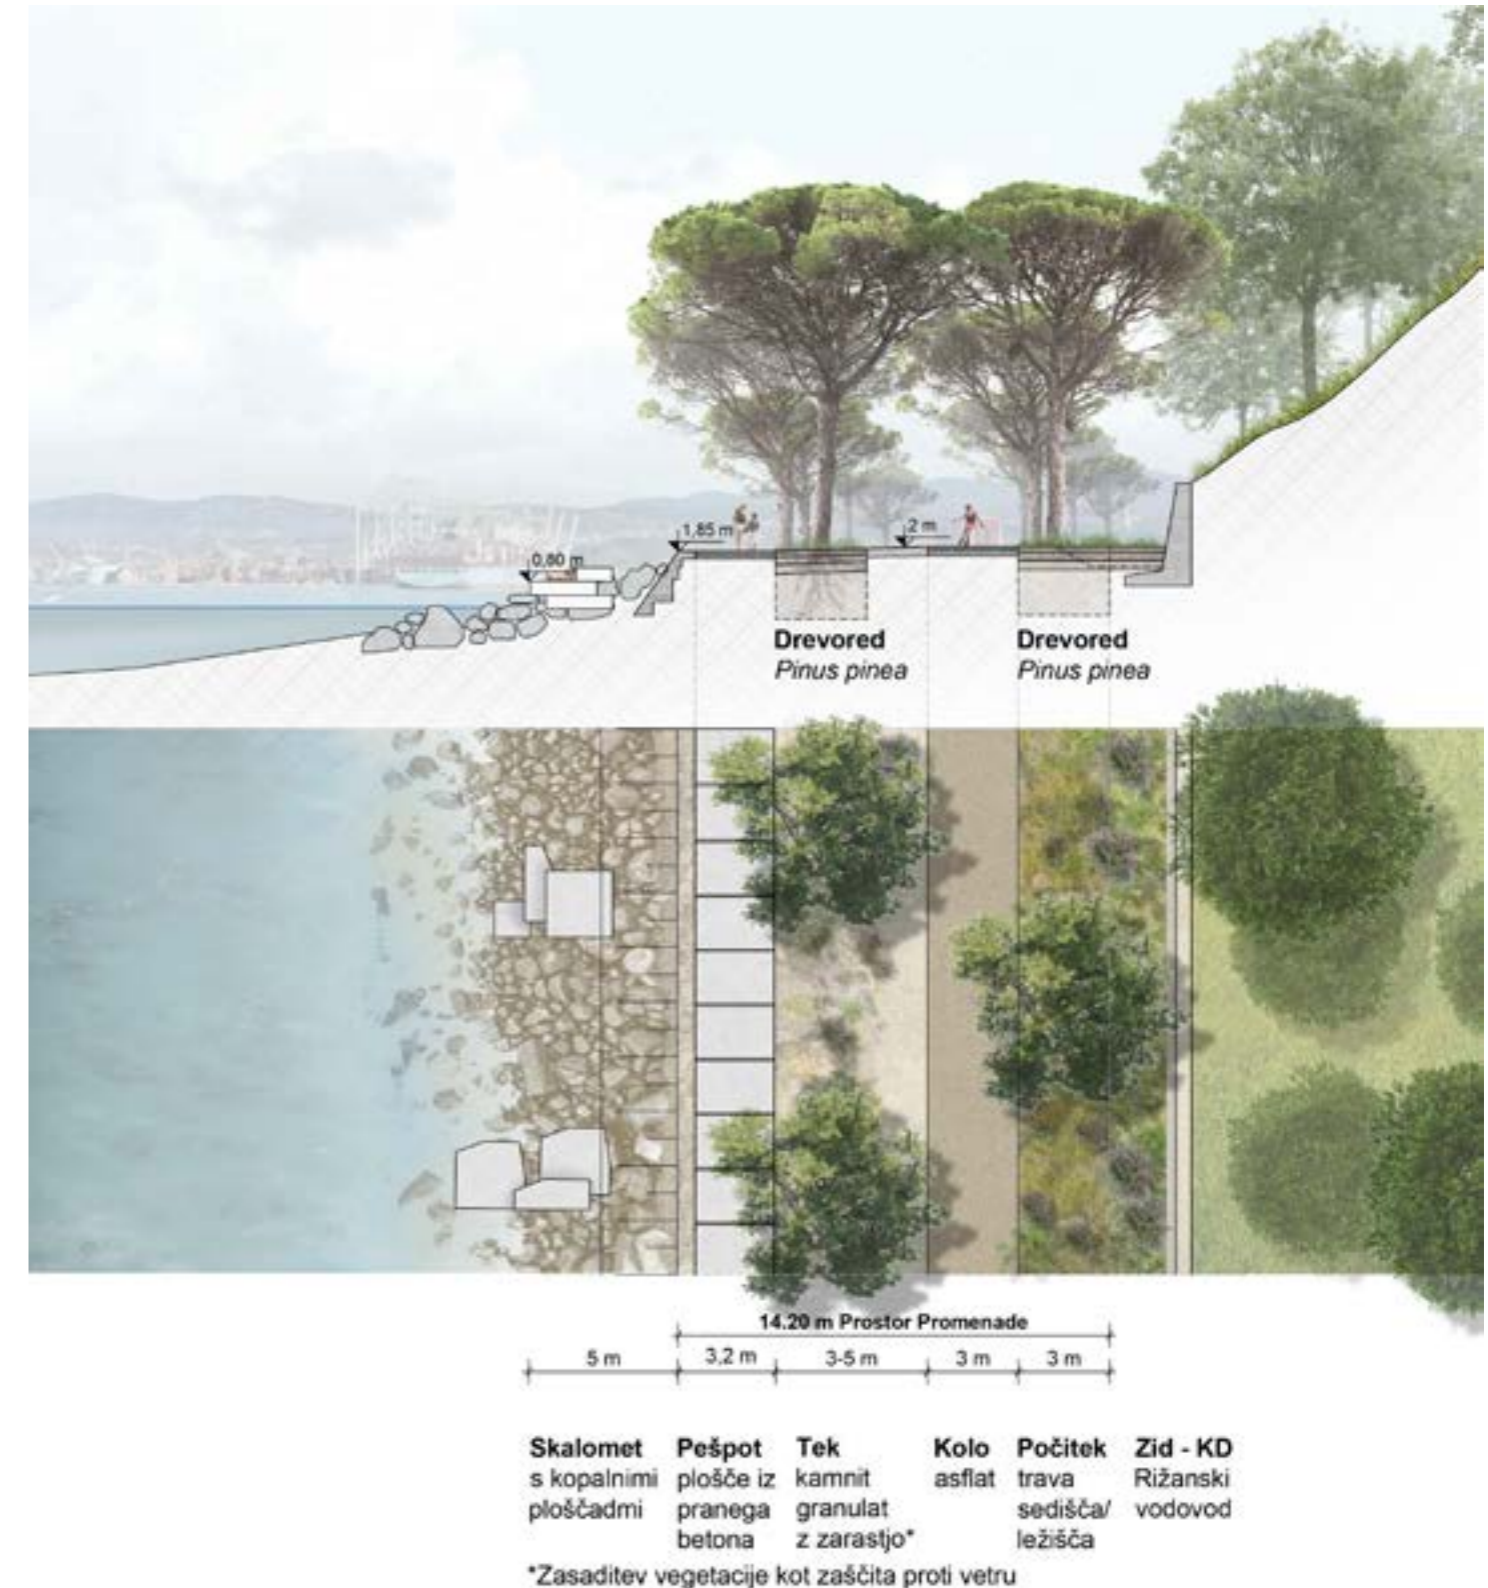 1,85 m
2 m
0,80 m
Drevored
Pinus pinea
Drevored
Pinus pinea
14.20 m Prostor Promenade
5 m
3,2 m
3-5 m
3 m
3 m
Skalomet
s kopalnimi
ploščadmi
Pešpot
plošče iz
pranega
betona
Tek
kamnit
granulat
z zarastjo*
Kolo
asflat
Počitek
trava
sedišča/
ležišča
Zid - KD
Rižanski
vodovod
*Zasaditev vegetacije kot zaščita proti vetru